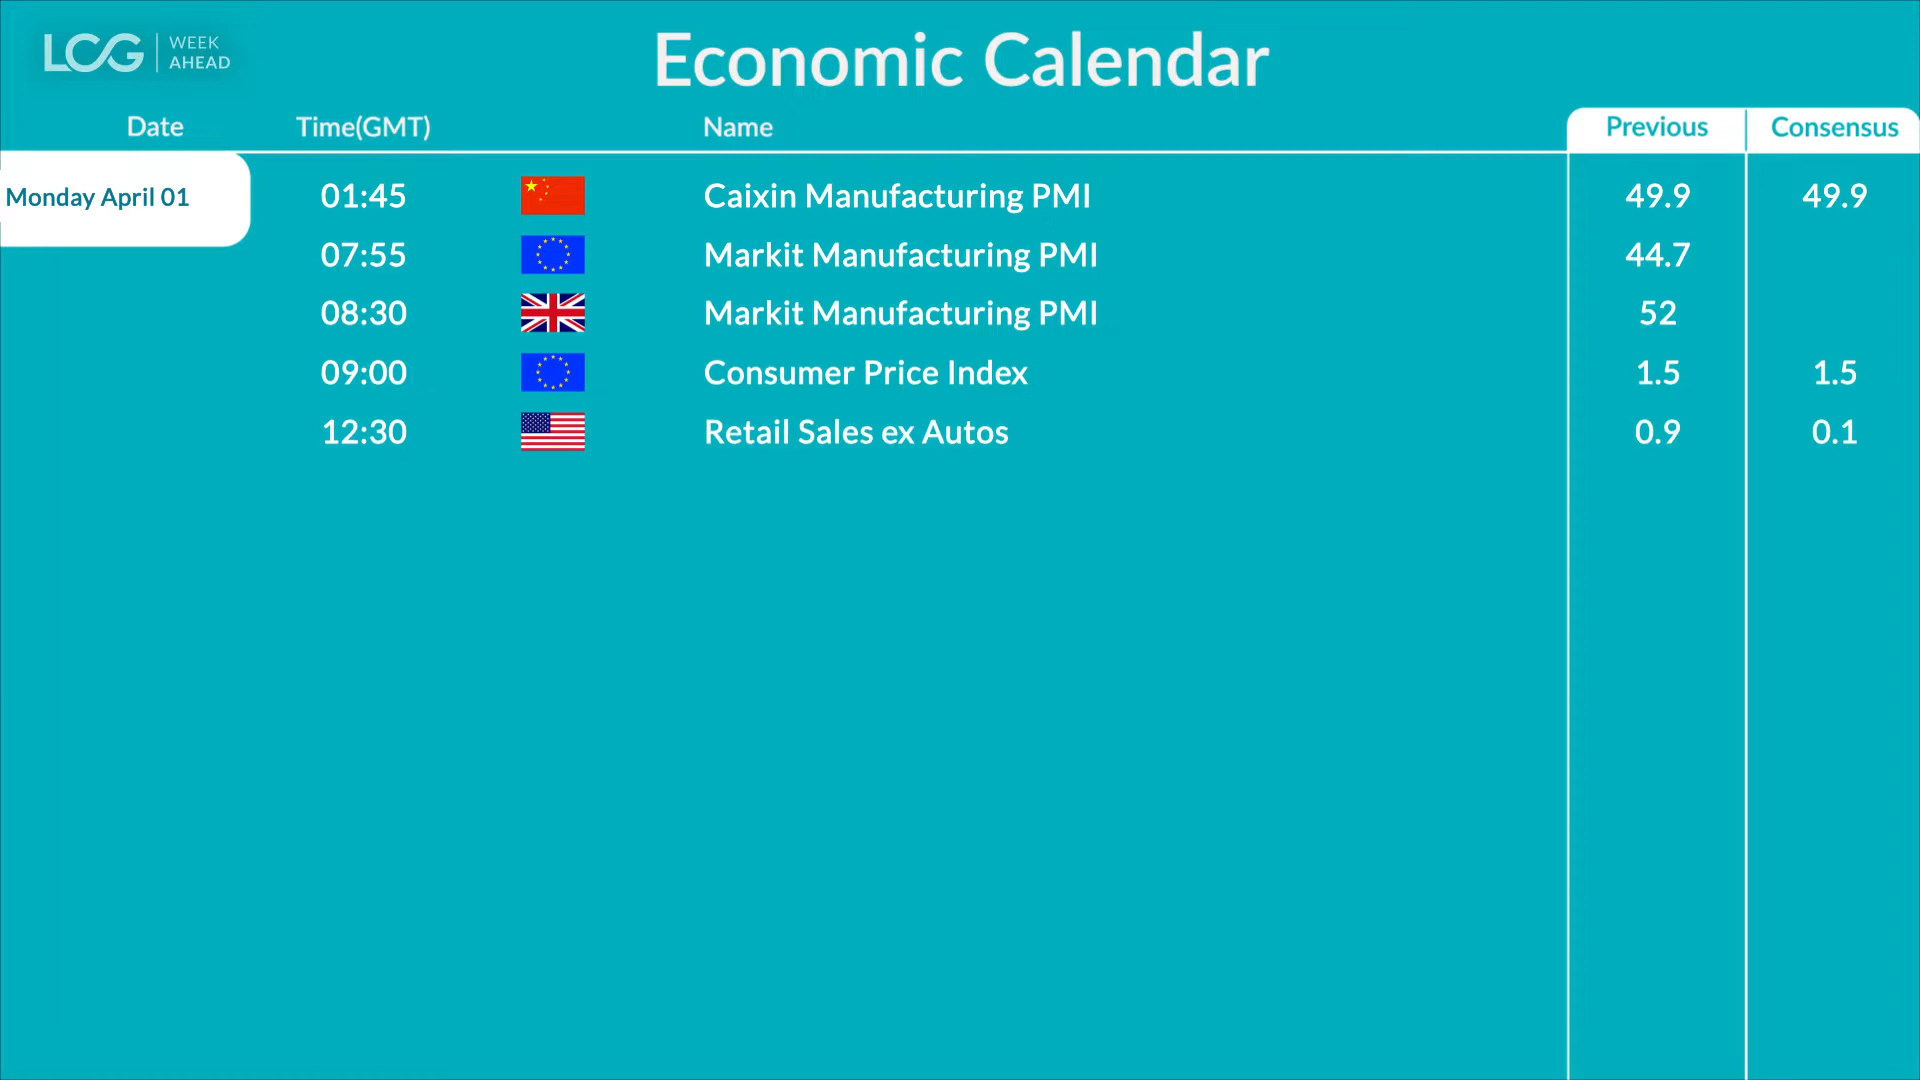 LCG WEEK AHEAD
Economic Calendar
Date Time(GMT) Name Previous Consensus
Monday April 01 01:45 Caixin Manufacturing PMI 49.9 49.9
07:55 Markit Manufacturing PMI 44.7
08:30 Markit Manufacturing PMI 52
09:00 Consumer Price Index 1.5 1.5
12:30 Retail Sales ex Autos 0.9 0.1